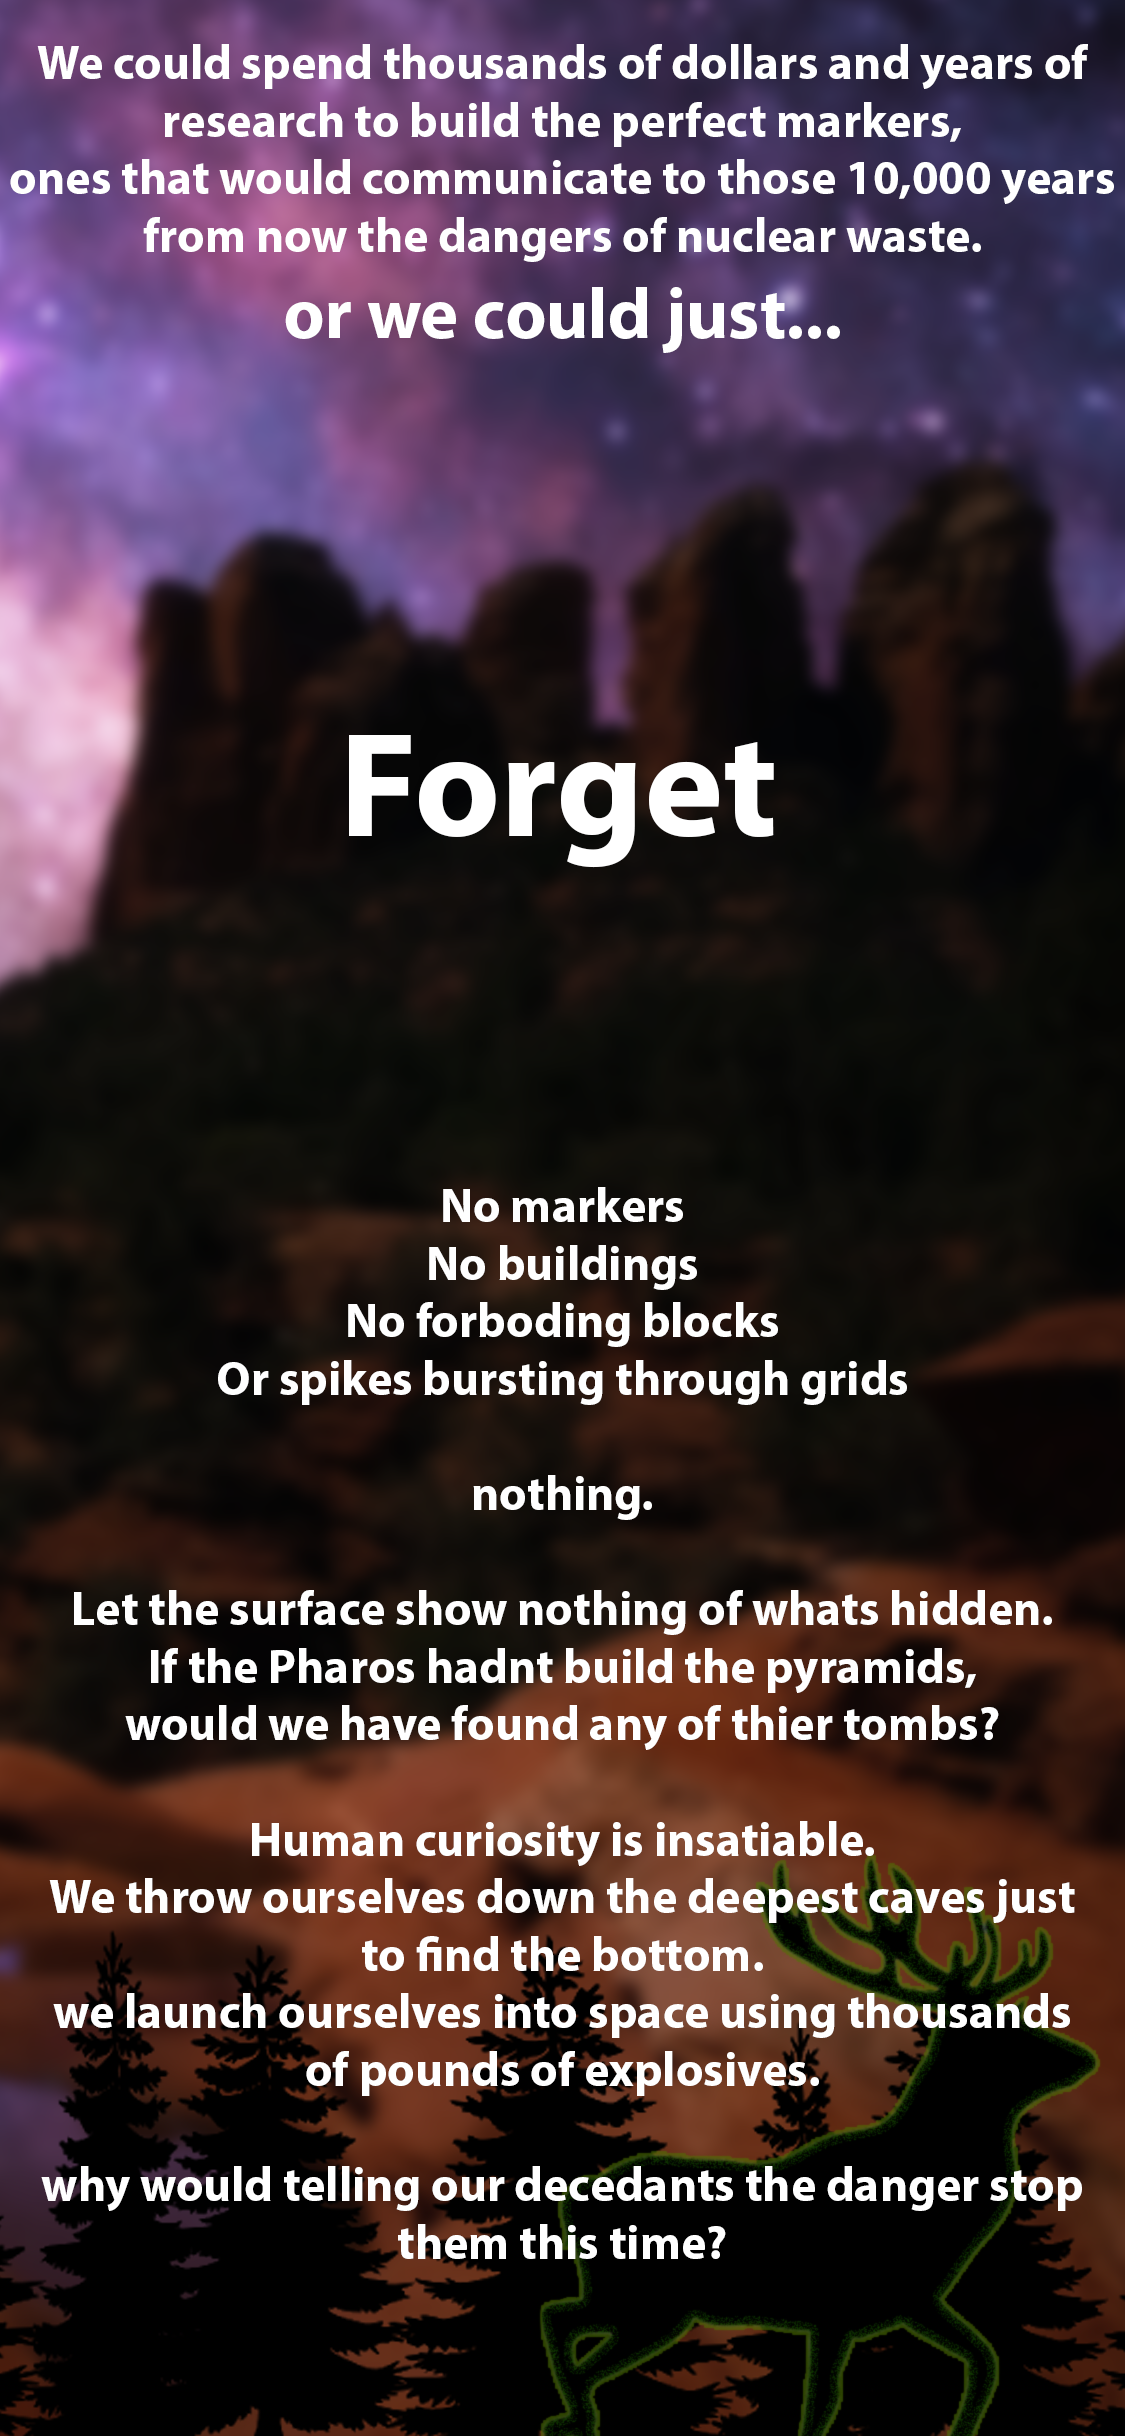 We could spend thousands of dollars and years of
research to build the perfect markers,
ones that would communicate to those 10,000 years
from now the dangers of nuclear waste.
or we could just...
Forget
No markers
No buildings
No forboding blocks
Or spikes bursting through grids
nothing.
Let the surface show nothing of whats hidden.
If the Pharos hadnt build the pyramids,
would we have found any of thier tombs?
Human curiosity is insatiable.
We throw ourselves down the deepest caves just
to find the bottom.
we launch ourselves into space using thousands
of pounds of explosives.
why would telling our decedants the danger stop
them this time?